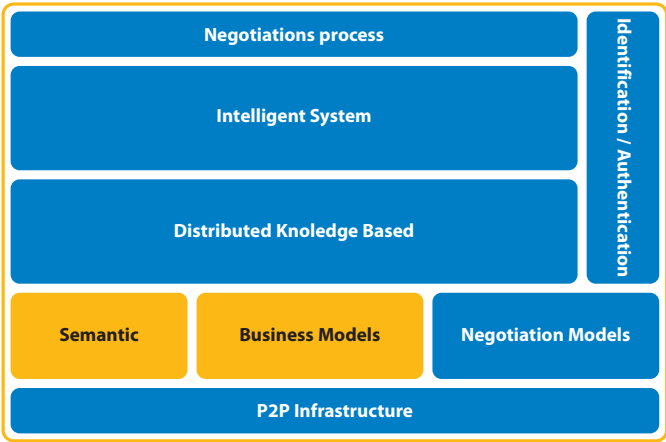 Negotiations process
Identification / Authentication
Intelligent System
Distributed Knoledge Based
Semantic
Business Models
Negotiation Models
P2P Infrastructure